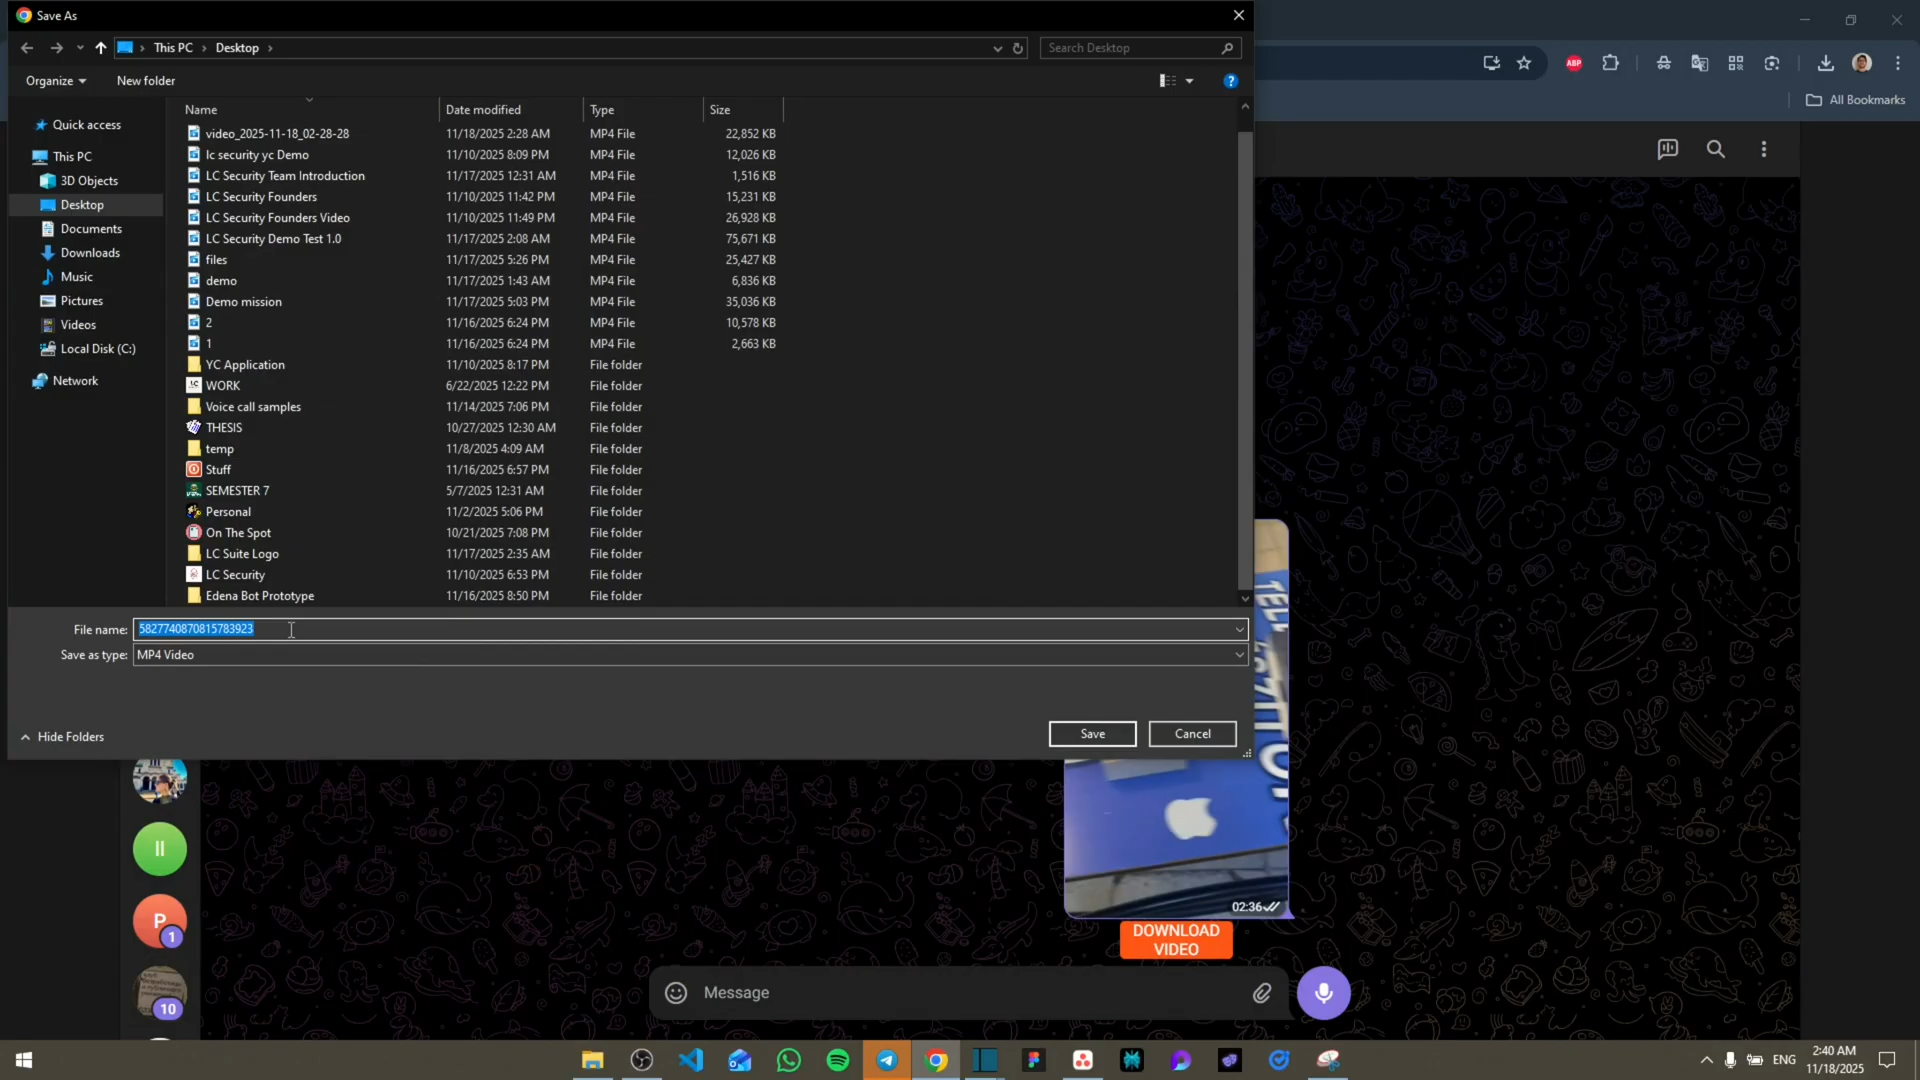 Save As
This PC
Desktop
Search Desktop
Organize
New folder
All Bookmarks
ABP
Name
Date modified
Type
Size
Quick access
This PC
3D Objects
Desktop
Documents
Downloads
Music
Pictures
Videos
Local Disk (C:)
Network
video_2025-11-18_02-28-28 11/18/2025 2:28 AM MP4 File 22,852 KB
lc security yc Demo 11/10/2025 8:09 PM MP4 File 12,026 KB
LC Security Team Introduction 11/17/2025 12:31 AM MP4 File 1,516 KB
LC Security Founders 11/10/2025 11:42 PM MP4 File 15,231 KB
LC Security Founders Video 11/10/2025 11:49 PM MP4 File 26,928 KB
LC Security Demo Test 1.0 11/17/2025 2:08 AM MP4 File 75,671 KB
files 11/17/2025 5:26 PM MP4 File 25,427 KB
demo 11/17/2025 1:43 AM MP4 File 6,836 KB
Demo mission 11/17/2025 5:03 PM MP4 File 35,036 KB
2 11/16/2025 6:24 PM MP4 File 10,578 KB
1 11/16/2025 6:24 PM MP4 File 2,663 KB
YC Application 11/10/2025 8:17 PM File folder
WORK 6/22/2025 12:22 PM File folder
Voice call samples 11/14/2025 7:06 PM File folder
THESIS 10/27/2025 12:30 AM File folder
temp 11/8/2025 4:09 AM File folder
Stuff 11/16/2025 6:57 PM File folder
SEMESTER 7 5/7/2025 12:31 AM File folder
Personal 11/2/2025 5:06 PM File folder
On The Spot 10/21/2025 7:08 PM File folder
LC Suite Logo 11/17/2025 2:35 AM File folder
LC Security 11/10/2025 6:53 PM File folder
Edena Bot Prototype 11/16/2025 8:50 PM File folder
File name: 5827740870815783923
Save as type: MP4 Video
Hide Folders
Save
Cancel
II
P
1
10
02:36
DOWNLOAD
VIDEO
Message
ENG
2:40 AM
11/18/2025